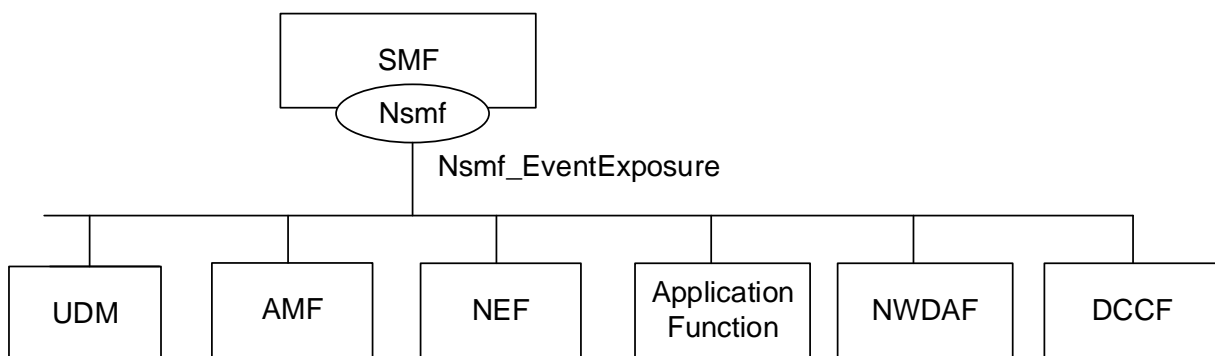 SMF
Nsmf
Nsmf_EventExposure
UDM
AMF
NEF
Application
Function
NWDAF
DCCF